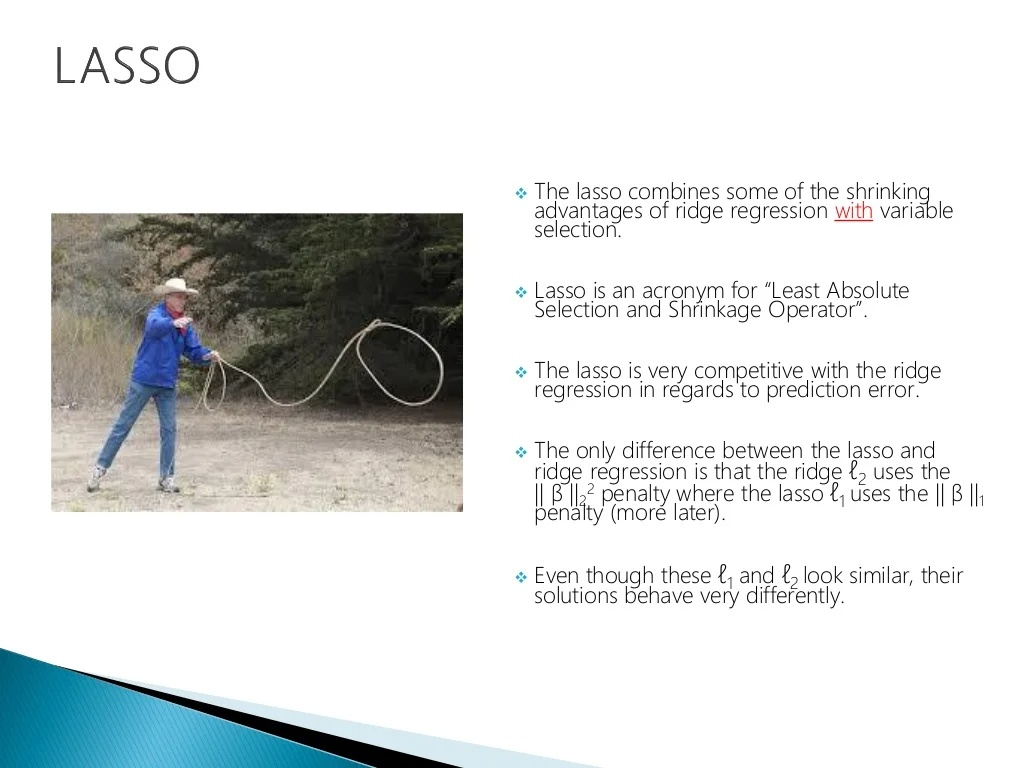 LASSO
❖ The lasso combines some of the shrinking
advantages of ridge regression with variable
selection.
❖ Lasso is an acronym for “Least Absolute
Selection and Shrinkage Operator”.
❖ The lasso is very competitive with the ridge
regression in regards to prediction error.
❖ The only difference between the lasso and
ridge regression is that the ridge ℓ₂ uses the
|| β ||₂² penalty where the lasso ℓ₁ uses the || β ||₁
penalty (more later).
❖ Even though these ℓ₁ and ℓ₂ look similar, their
solutions behave very differently.